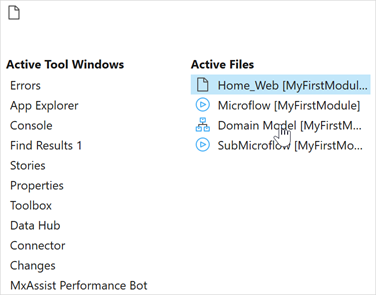 Active Tool Windows
Errors
App Explorer
Console
Find Results 1
Stories
Properties
Toolbox
Data Hub
Connector
Changes
MxAssist Performance Bot
Active Files
Home_Web [MyFirstModul...
Microflow [MyFirstModule]
Domain Model [MyFirstM...
SubMicroflow [MyFirstMo...